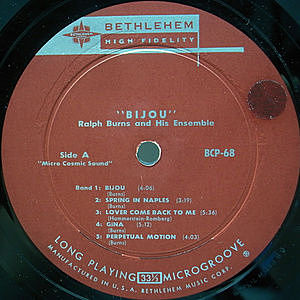 BETHLEHEM
HIGH FIDELITY
"BIJOU"
Ralph Burns and His Ensemble
Side A
"Micro Cosmic Sound"
BCP-68
Band 1: BIJOU (4:06)
(Burns)
2: SPRING IN NAPLES (3:19)
(Burns)
3: LOVER COME BACK TO ME (5:36)
(Hammerstein-Romberg)
4: GINA (5:12)
(Burns)
5: PERPETUAL MOTION (4:03)
(Burns)
LONG PLAYING 33⅓ MICROGROOVE ®
MANUFACTURED IN U.S.A. BETHLEHEM MUSIC CORP.